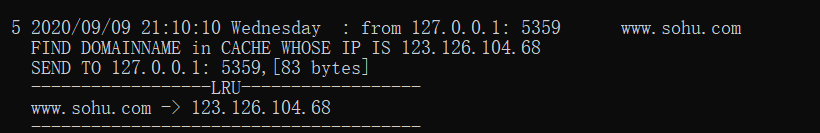 5 2020/09/09 21:10:10 Wednesday  : from 127.0.0.1: 5359      www.sohu.com
FIND DOMAINNAME in CACHE WHOSE IP IS 123.126.104.68
SEND TO 127.0.0.1: 5359,[83 bytes]
------------------LRU------------------
www.sohu.com -> 123.126.104.68
---------------------------------------